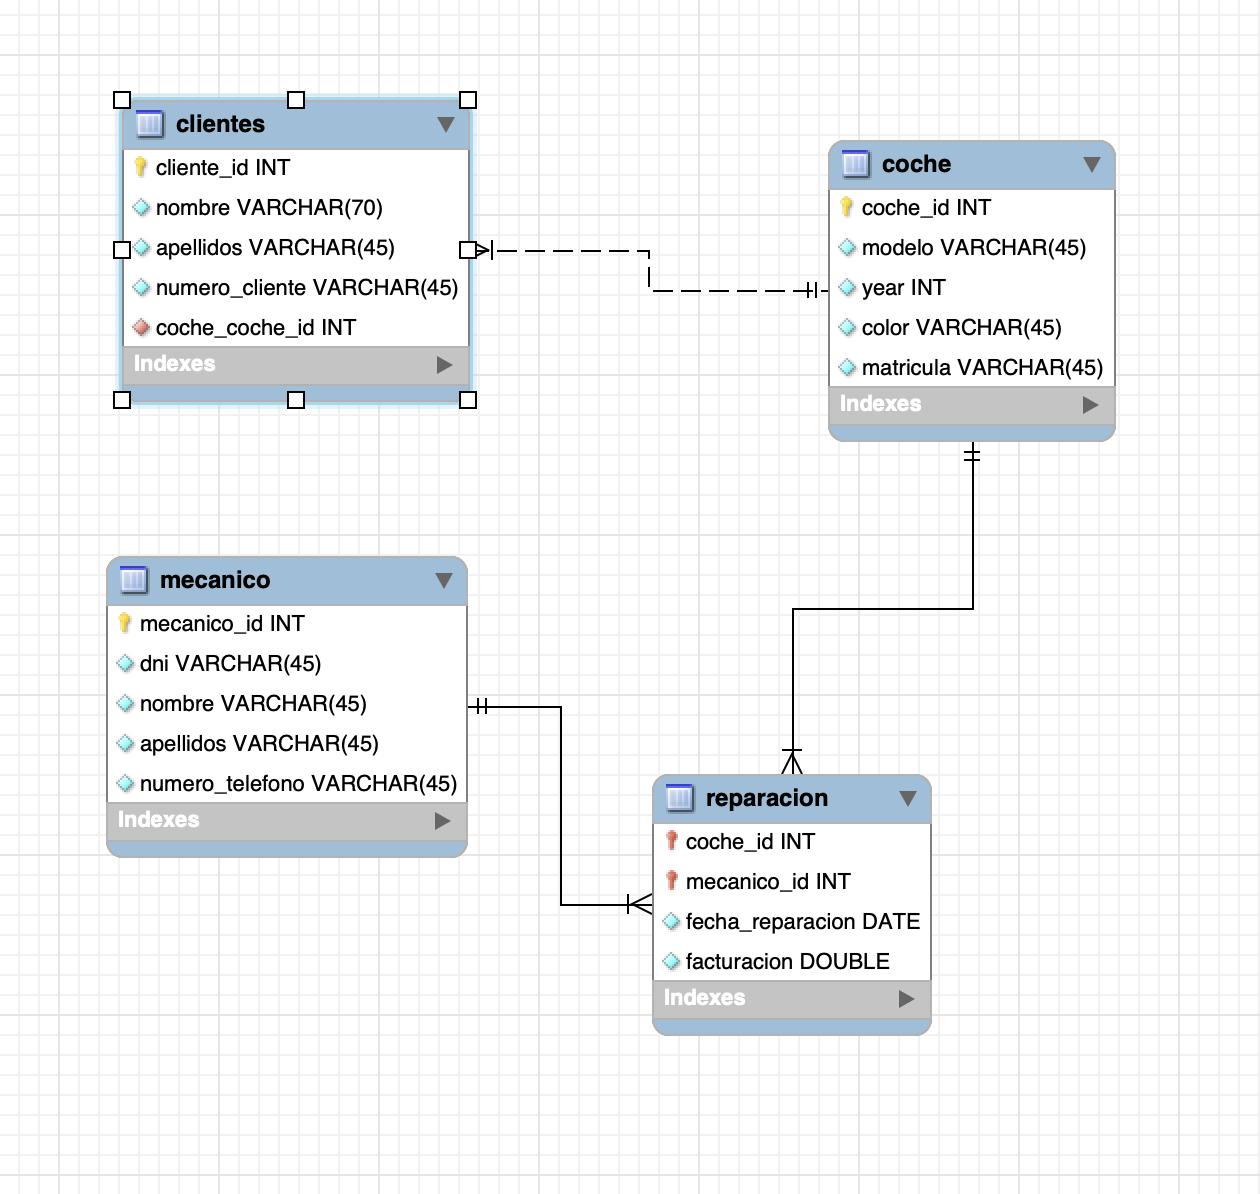 clientes
cliente_id INT
nombre VARCHAR(70)
apellidos VARCHAR(45)
numero_cliente VARCHAR(45)
coche_coche_id INT
Indexes
coche
coche_id INT
modelo VARCHAR(45)
year INT
color VARCHAR(45)
matricula VARCHAR(45)
Indexes
mecanico
mecanico_id INT
dni VARCHAR(45)
nombre VARCHAR(45)
apellidos VARCHAR(45)
numero_telefono VARCHAR(45)
Indexes
reparacion
coche_id INT
mecanico_id INT
fecha_reparacion DATE
facturacion DOUBLE
Indexes